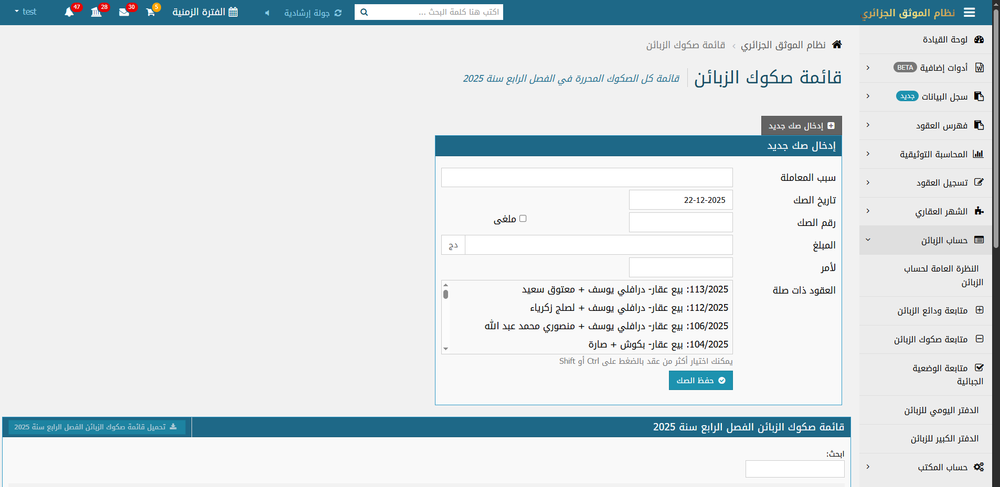 نظام الموثق الجزائري
اكتب هنا كلمة البحث ...
جولة إرشادية
الفترة الزمنية
5
30
28
47
test
لوحة القيادة
أدوات إضافية BETA
سجل البيانات جديد
فهرس العقود
المحاسبة التوثيقية
تسجيل العقود
الشهر العقاري
حساب الزبائن
النظرة العامة لحساب
الزبائن
متابعة ودائع الزبائن
متابعة صكوك الزبائن
متابعة الوضعية
الجبائية
الدفتر اليومي للزبائن
الدفتر الكبير للزبائن
حساب المكتب
نظام الموثق الجزائري › قائمة صكوك الزبائن
قائمة صكوك الزبائن
قائمة كل الصكوك المحررة في الفصل الرابع سنة 2025
إدخال صك جديد
إدخال صك جديد
سبب المعاملة
تاريخ الصك 22-12-2025
رقم الصك ملغى
المبلغ دج
لأمر
العقود ذات صلة
113/2025: بيع عقار- درافلي يوسف + معتوق سعيد
112/2025: بيع عقار- درافلي يوسف + لصلج زكرياء
106/2025: بيع عقار- درافلي يوسف + منصوري محمد عبد الله
104/2025: بيع عقار- بكوش + صارة
يمكنك اختيار أكثر من عقد بالضغط على Ctrl أو Shift
حفظ الصك
قائمة صكوك الزبائن الفصل الرابع سنة 2025
تحميل قائمة صكوك الزبائن الفصل الرابع سنة 2025
ابحث: